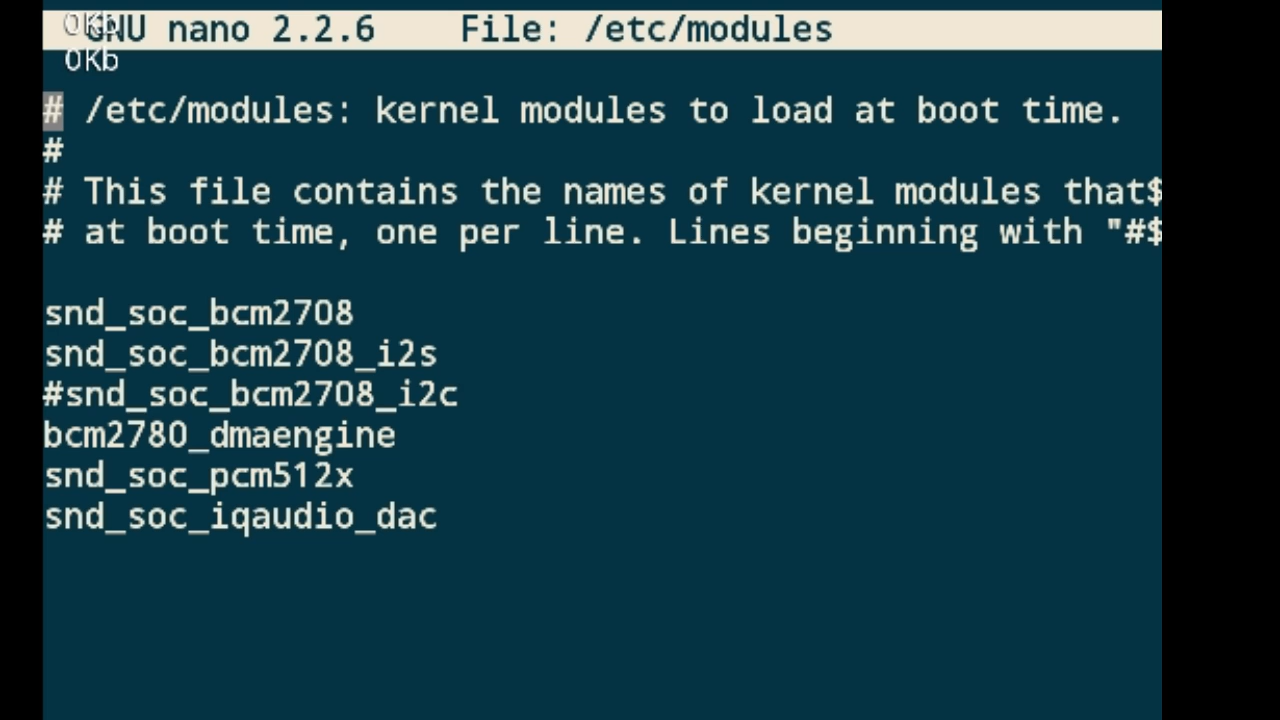 0Kb
GNU nano 2.2.6 File: /etc/modules
0Kb
# /etc/modules: kernel modules to load at boot time.
#
# This file contains the names of kernel modules that$
# at boot time, one per line. Lines beginning with "#$
snd_soc_bcm2708
snd_soc_bcm2708_i2s
#snd_soc_bcm2708_i2c
bcm2780_dmaengine
snd_soc_pcm512x
snd_soc_iqaudio_dac